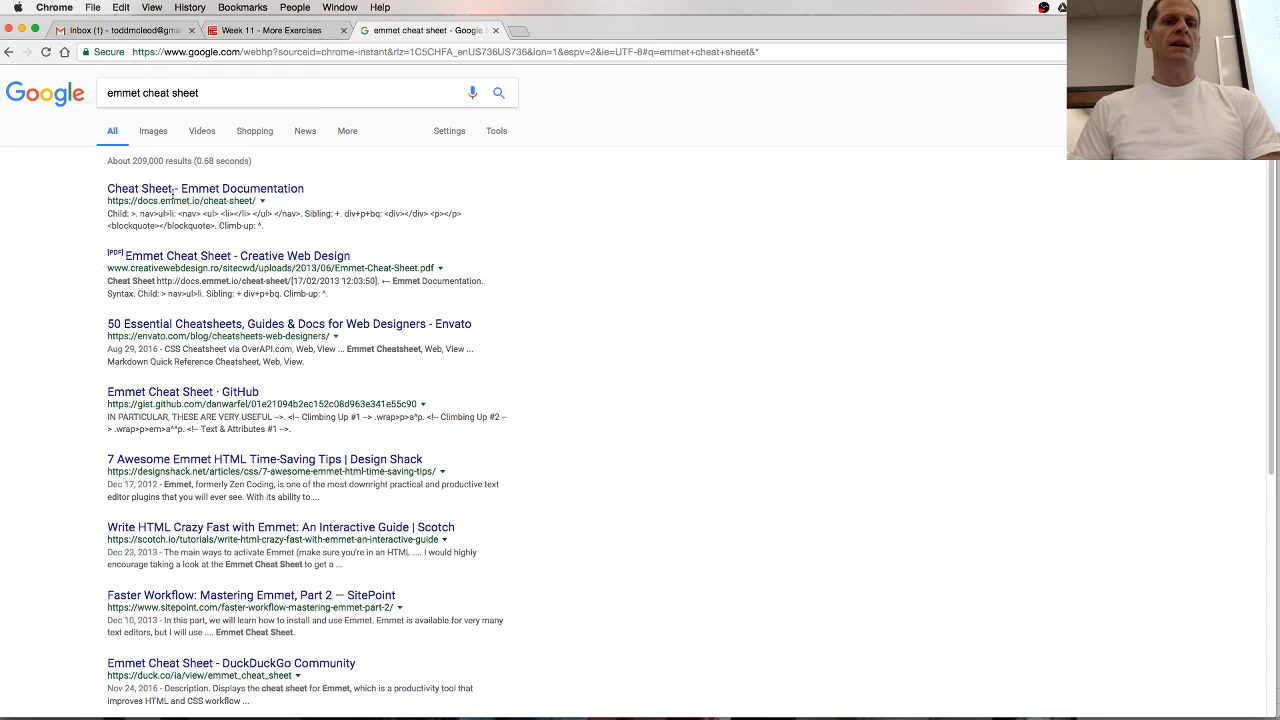 Chrome File Edit View History Bookmarks People Window Help
Inbox (1) - toddmcleod@gmai × Week 11 - More Exercises × emmet cheat sheet - Google S ×
Secure https://www.google.com/webhp?sourceid=chrome-instant&rlz=1C5CHFA_enUS736US736&ion=1&espv=2&ie=UTF-8#q=emmet+cheat+sheet&*
Google
emmet cheat sheet
All Images Videos Shopping News More Settings Tools
About 209,000 results (0.68 seconds)
Cheat Sheet - Emmet Documentation
https://docs.emmet.io/cheat-sheet/
Child: >. nav>ul>li: <nav> <ul> <li></li> </ul> </nav>. Sibling: +. div+p+bq: <div></div> <p></p>
<blockquote></blockquote>. Climb-up: ^.
[PDF] Emmet Cheat Sheet - Creative Web Design
www.creativewebdesign.ro/sitecwd/uploads/2013/06/Emmet-Cheat-Sheet.pdf
Cheat Sheet http://docs.emmet.io/cheat-sheet/[17/02/2013 12:03:50]. ← Emmet Documentation.
Syntax. Child: > nav>ul>li. Sibling: + div+p+bq. Climb-up: ^.
50 Essential Cheatsheets, Guides & Docs for Web Designers - Envato
https://envato.com/blog/cheatsheets-web-designers/
Aug 29, 2016 - CSS Cheatsheet via OverAPI.com, Web, View ... Emmet Cheatsheet, Web, View ...
Markdown Quick Reference Cheatsheet, Web, View.
Emmet Cheat Sheet · GitHub
https://gist.github.com/danwarfel/01e21094b2ec152c08d963e341e55c90
IN PARTICULAR, THESE ARE VERY USEFUL -->. <!-- Climbing Up #1 --> .wrap>p>a^p. <!-- Climbing Up #2 --
> .wrap>p>em>a^^p. <!-- Text & Attributes #1 -->.
7 Awesome Emmet HTML Time-Saving Tips | Design Shack
https://designshack.net/articles/css/7-awesome-emmet-html-time-saving-tips/
Dec 17, 2012 - Emmet, formerly Zen Coding, is one of the most downright practical and productive text
editor plugins that you will ever see. With its ability to ...
Write HTML Crazy Fast with Emmet: An Interactive Guide | Scotch
https://scotch.io/tutorials/write-html-crazy-fast-with-emmet-an-interactive-guide
Dec 23, 2013 - The main ways to activate Emmet (make sure you're in an HTML .... I would highly
encourage taking a look at the Emmet Cheat Sheet to get a ...
Faster Workflow: Mastering Emmet, Part 2 — SitePoint
https://www.sitepoint.com/faster-workflow-mastering-emmet-part-2/
Dec 10, 2013 - In this part, we will learn how to install and use Emmet. Emmet is available for very many
text editors, but I will use .... Emmet Cheat Sheet.
Emmet Cheat Sheet - DuckDuckGo Community
https://duck.co/ia/view/emmet_cheat_sheet
Nov 24, 2016 - Description. Displays the cheat sheet for Emmet, which is a productivity tool that
improves HTML and CSS workflow ...